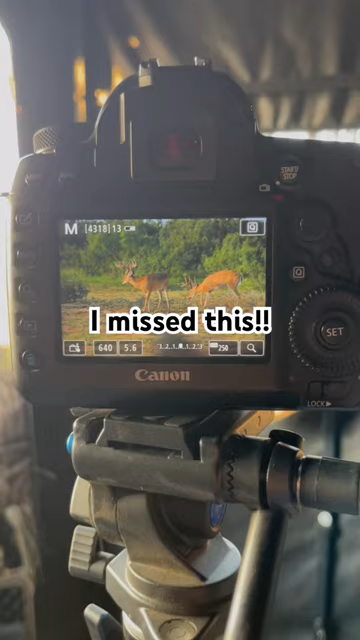 START/
STOP
M [4318] 13
Q
Q
I missed this!!
SET
640 5.6 250
Canon
LOCK▶